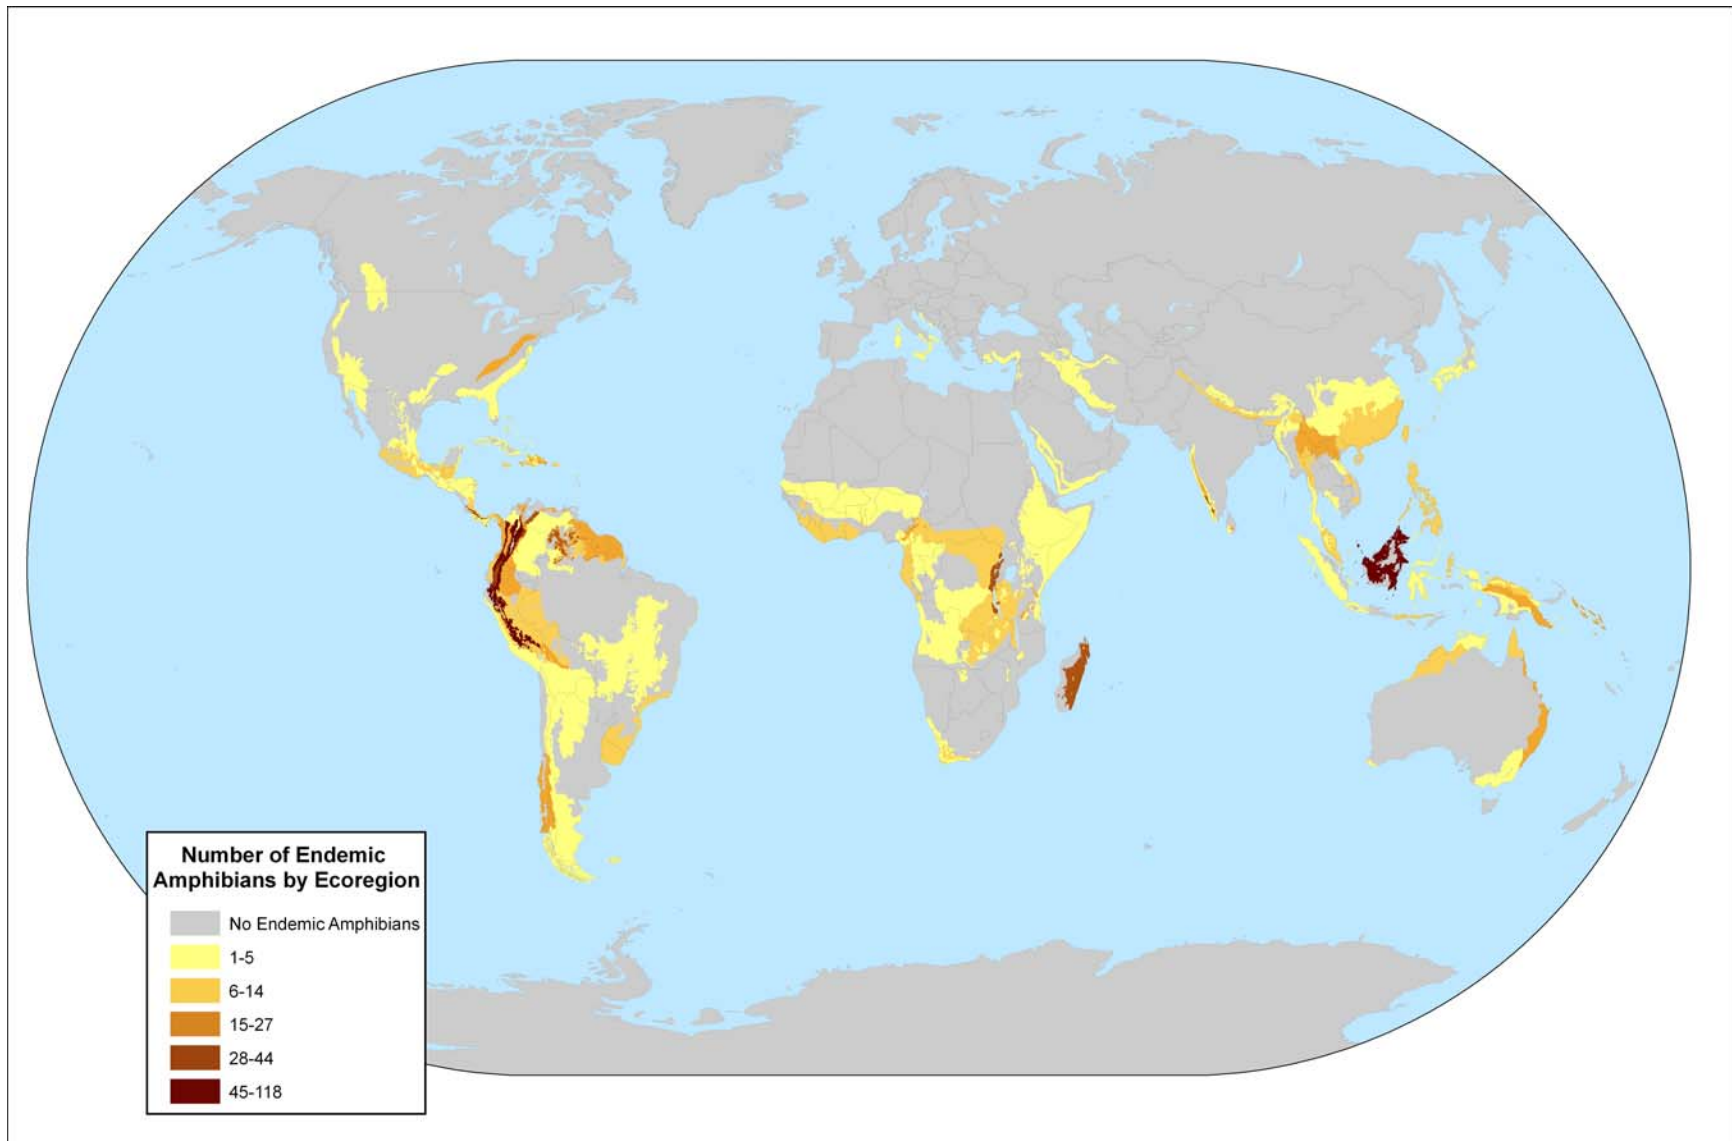 Number of Endemic
Amphibians by Ecoregion
No Endemic Amphibians
1-5
6-14
15-27
28-44
45-118